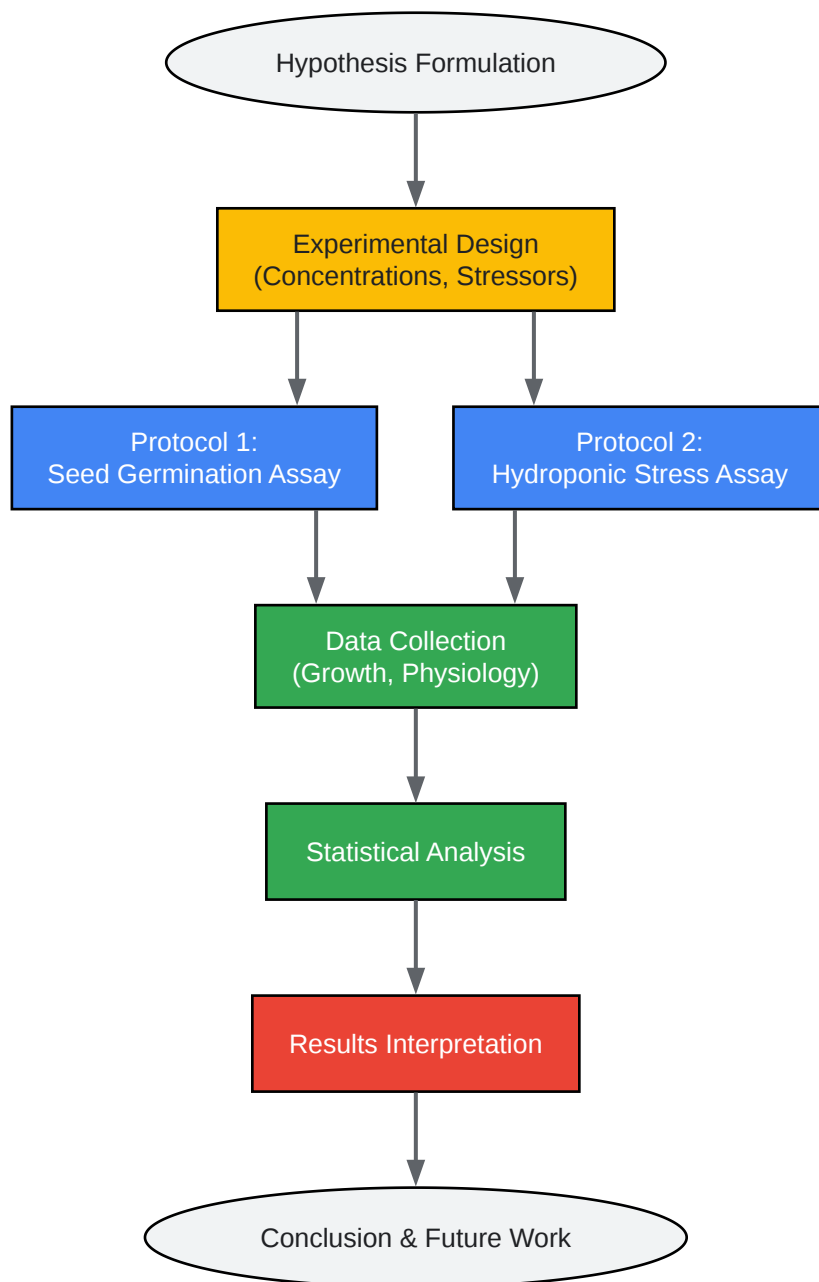 Hypothesis Formulation
Experimental Design
(Concentrations, Stressors)
Protocol 1:
Seed Germination Assay
Protocol 2:
Hydroponic Stress Assay
Data Collection
(Growth, Physiology)
Statistical Analysis
Results Interpretation
Conclusion & Future Work